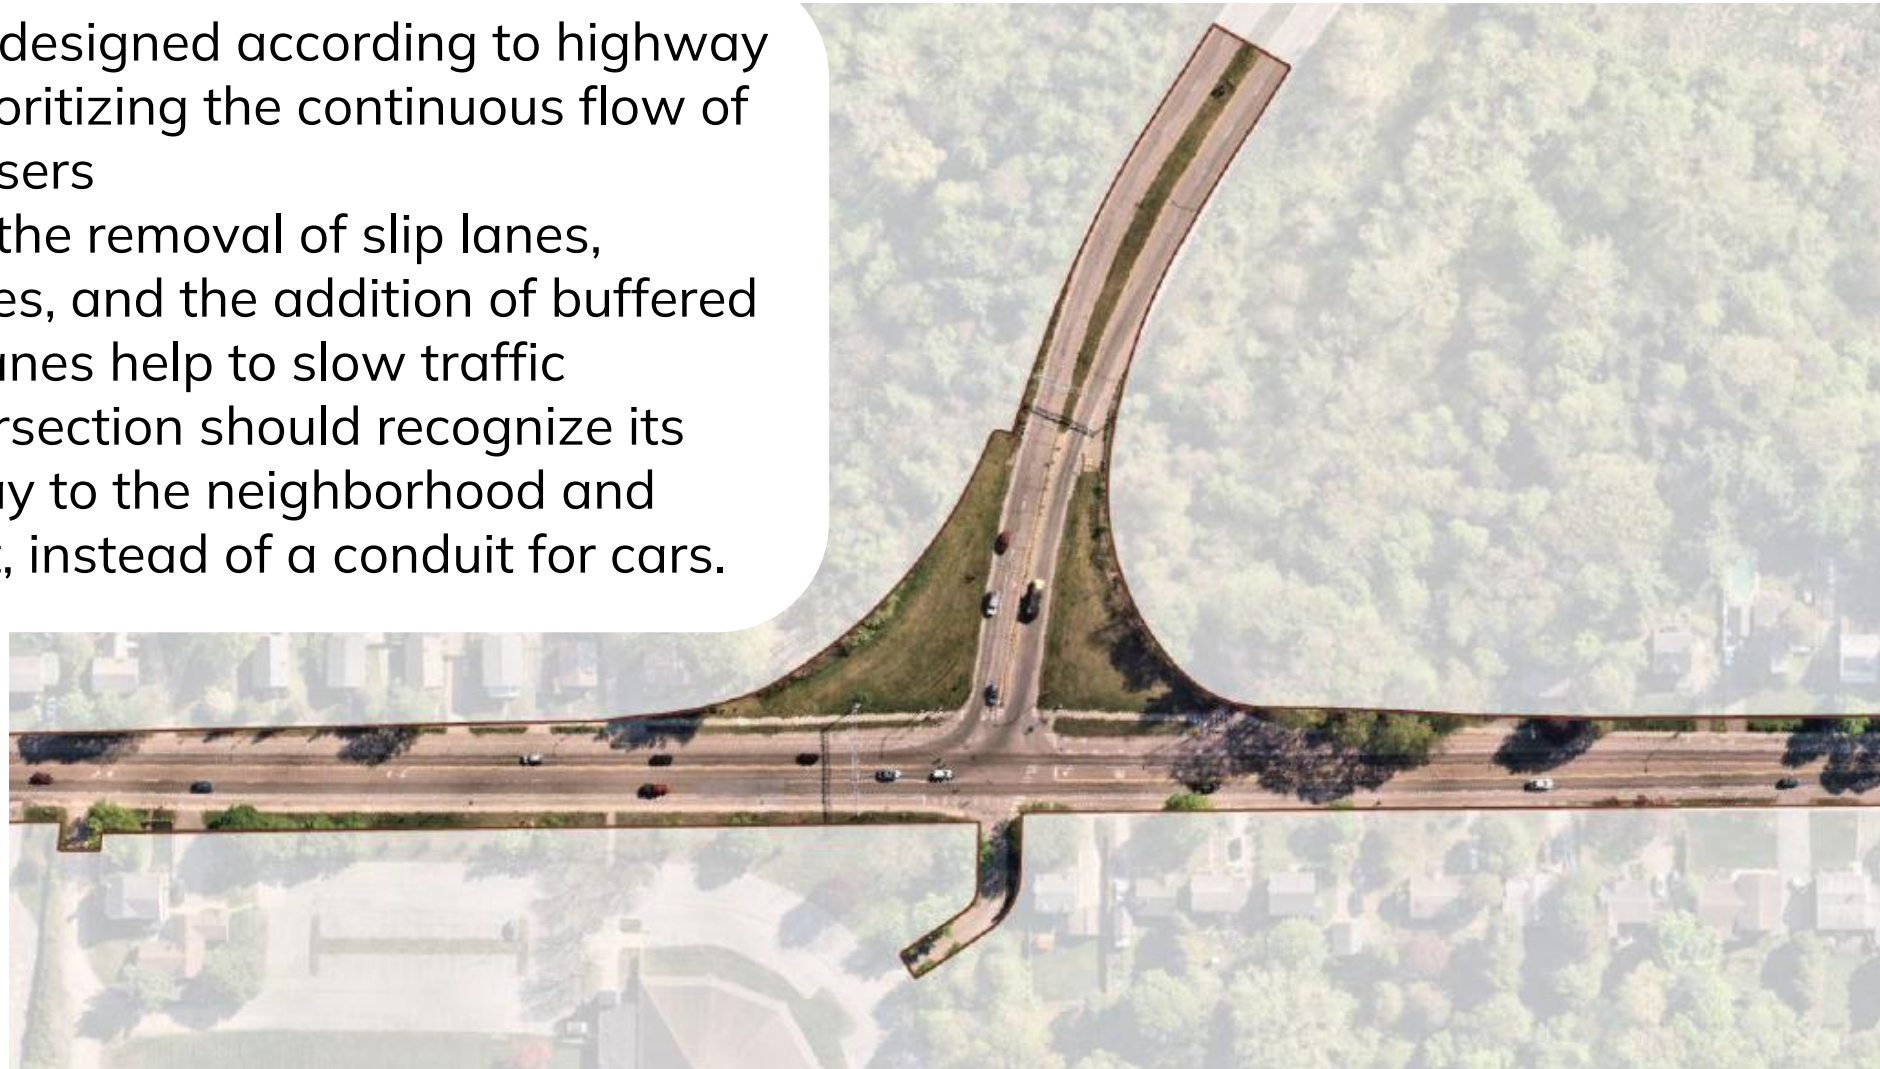 designed according to highway
oritizing the continuous flow of
sers
the removal of slip lanes,
es, and the addition of buffered
anes help to slow traffic
rsection should recognize its
ay to the neighborhood and
, instead of a conduit for cars.